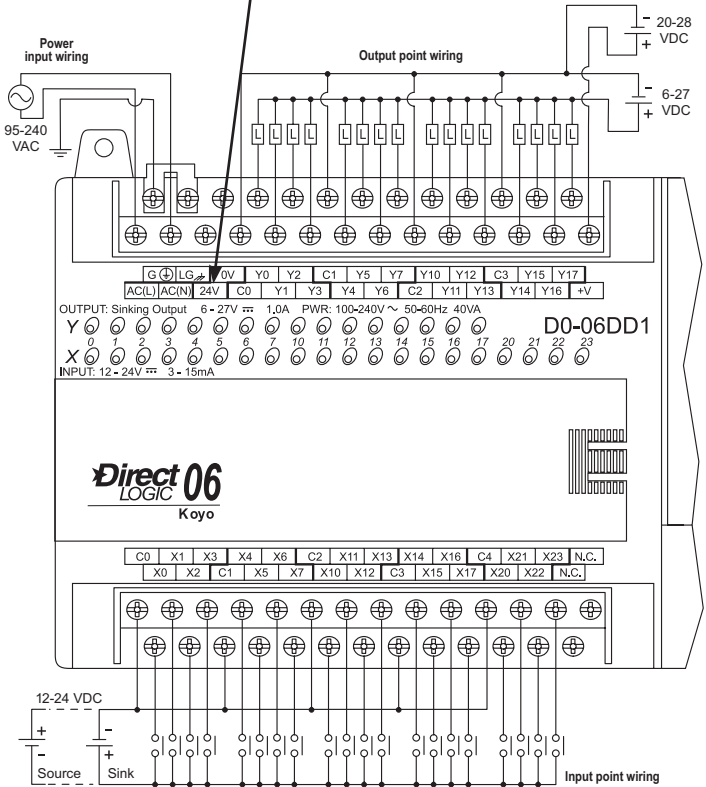 20-28
VDC
Power
input wiring
Output point wiring
6-27
VDC
95-240
VAC
L L L L L L L L L L L L L L L L
G LG 0V Y0 Y2 C1 Y5 Y7 Y10 Y12 C3 Y15 Y17
AC(L) AC(N) 24V C0 Y1 Y3 Y4 Y6 C2 Y11 Y13 Y14 Y16 +V
OUTPUT: Sinking Output 6 - 27V 1.0A PWR: 100-240V ~ 50-60Hz 40VA
Y
D0-06DD1
0 1 2 3 4 5 6 7 10 11 12 13 14 15 16 17 20 21 22 23
X
INPUT: 12 - 24V 3 - 15mA
Direct
LOGIC 06
Koyo
C0 X1 X3 X4 X6 C2 X11 X13 X14 X16 C4 X21 X23 N.C.
X0 X2 C1 X5 X7 X10 X12 C3 X15 X17 X20 X22 N.C.
12-24 VDC
Source Sink
Input point wiring